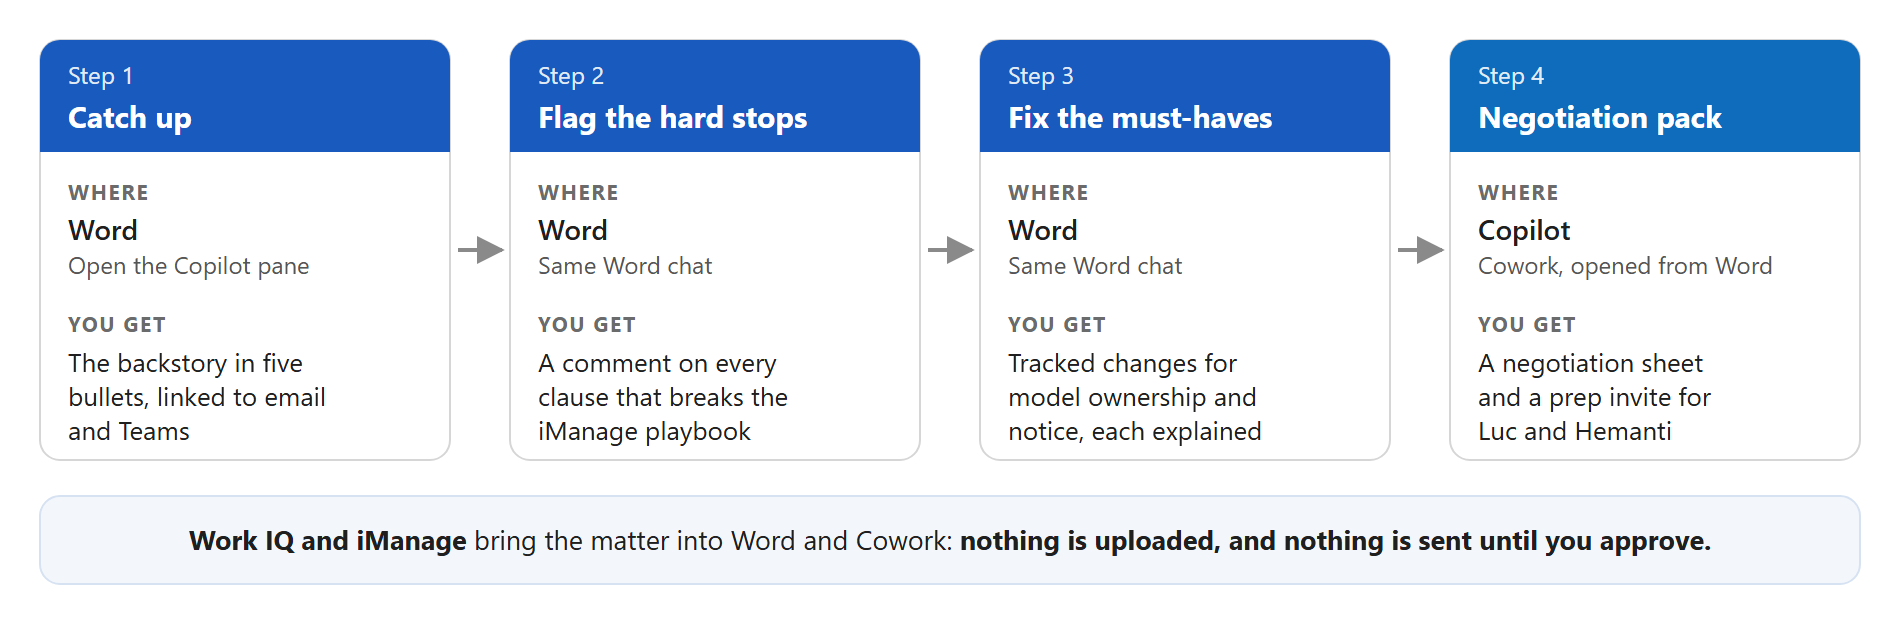 Step 1
Catch up
WHERE
Word
Open the Copilot pane
YOU GET
The backstory in five
bullets, linked to email
and Teams
Step 2
Flag the hard stops
WHERE
Word
Same Word chat
YOU GET
A comment on every
clause that breaks the
iManage playbook
Step 3
Fix the must-haves
WHERE
Word
Same Word chat
YOU GET
Tracked changes for
model ownership and
notice, each explained
Step 4
Negotiation pack
WHERE
Copilot
Cowork, opened from Word
YOU GET
A negotiation sheet
and a prep invite for
Luc and Hemanti
Work IQ and iManage bring the matter into Word and Cowork: nothing is uploaded, and nothing is sent until you approve.